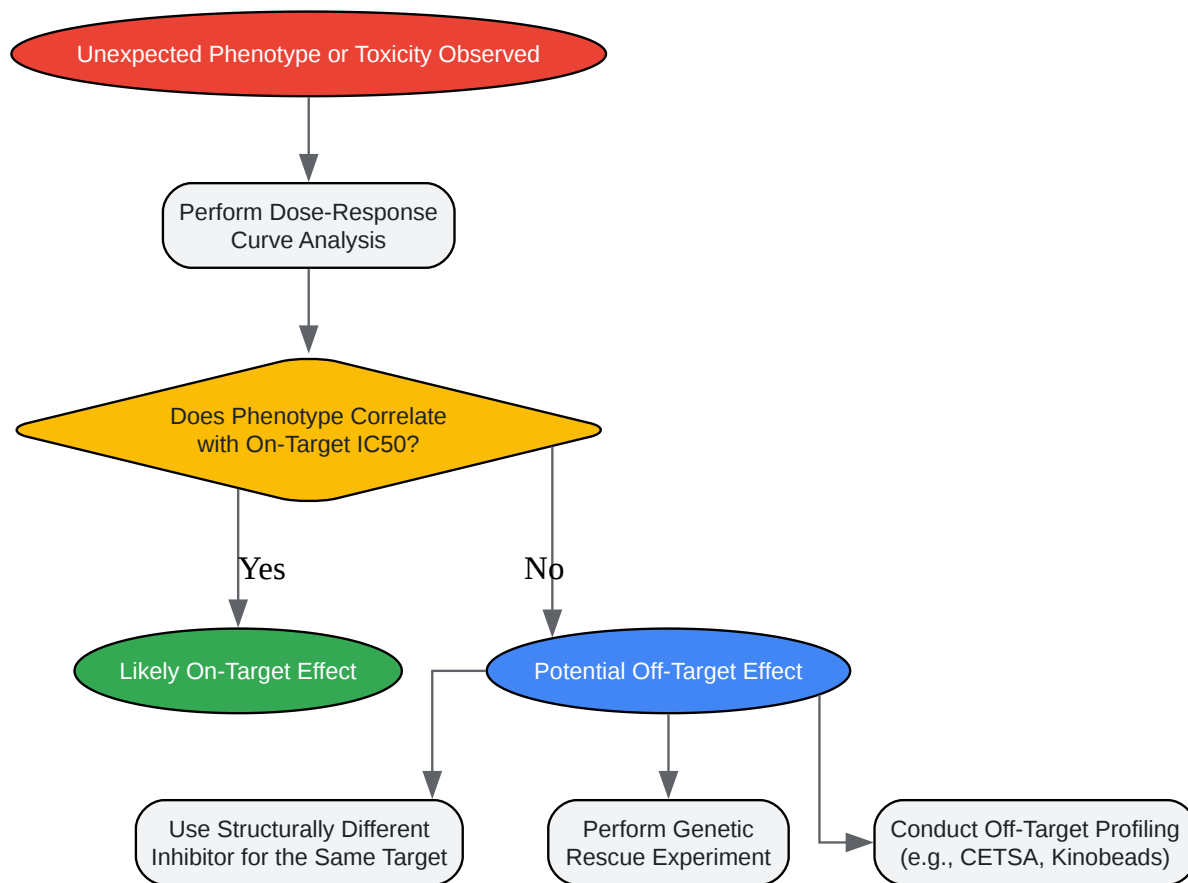 Unexpected Phenotype or Toxicity Observed
Perform Dose-Response
Curve Analysis
Does Phenotype Correlate
with On-Target IC50?
Yes
No
Likely On-Target Effect
Potential Off-Target Effect
Use Structurally Different
Inhibitor for the Same Target
Perform Genetic
Rescue Experiment
Conduct Off-Target Profiling
(e.g., CETSA, Kinobeads)